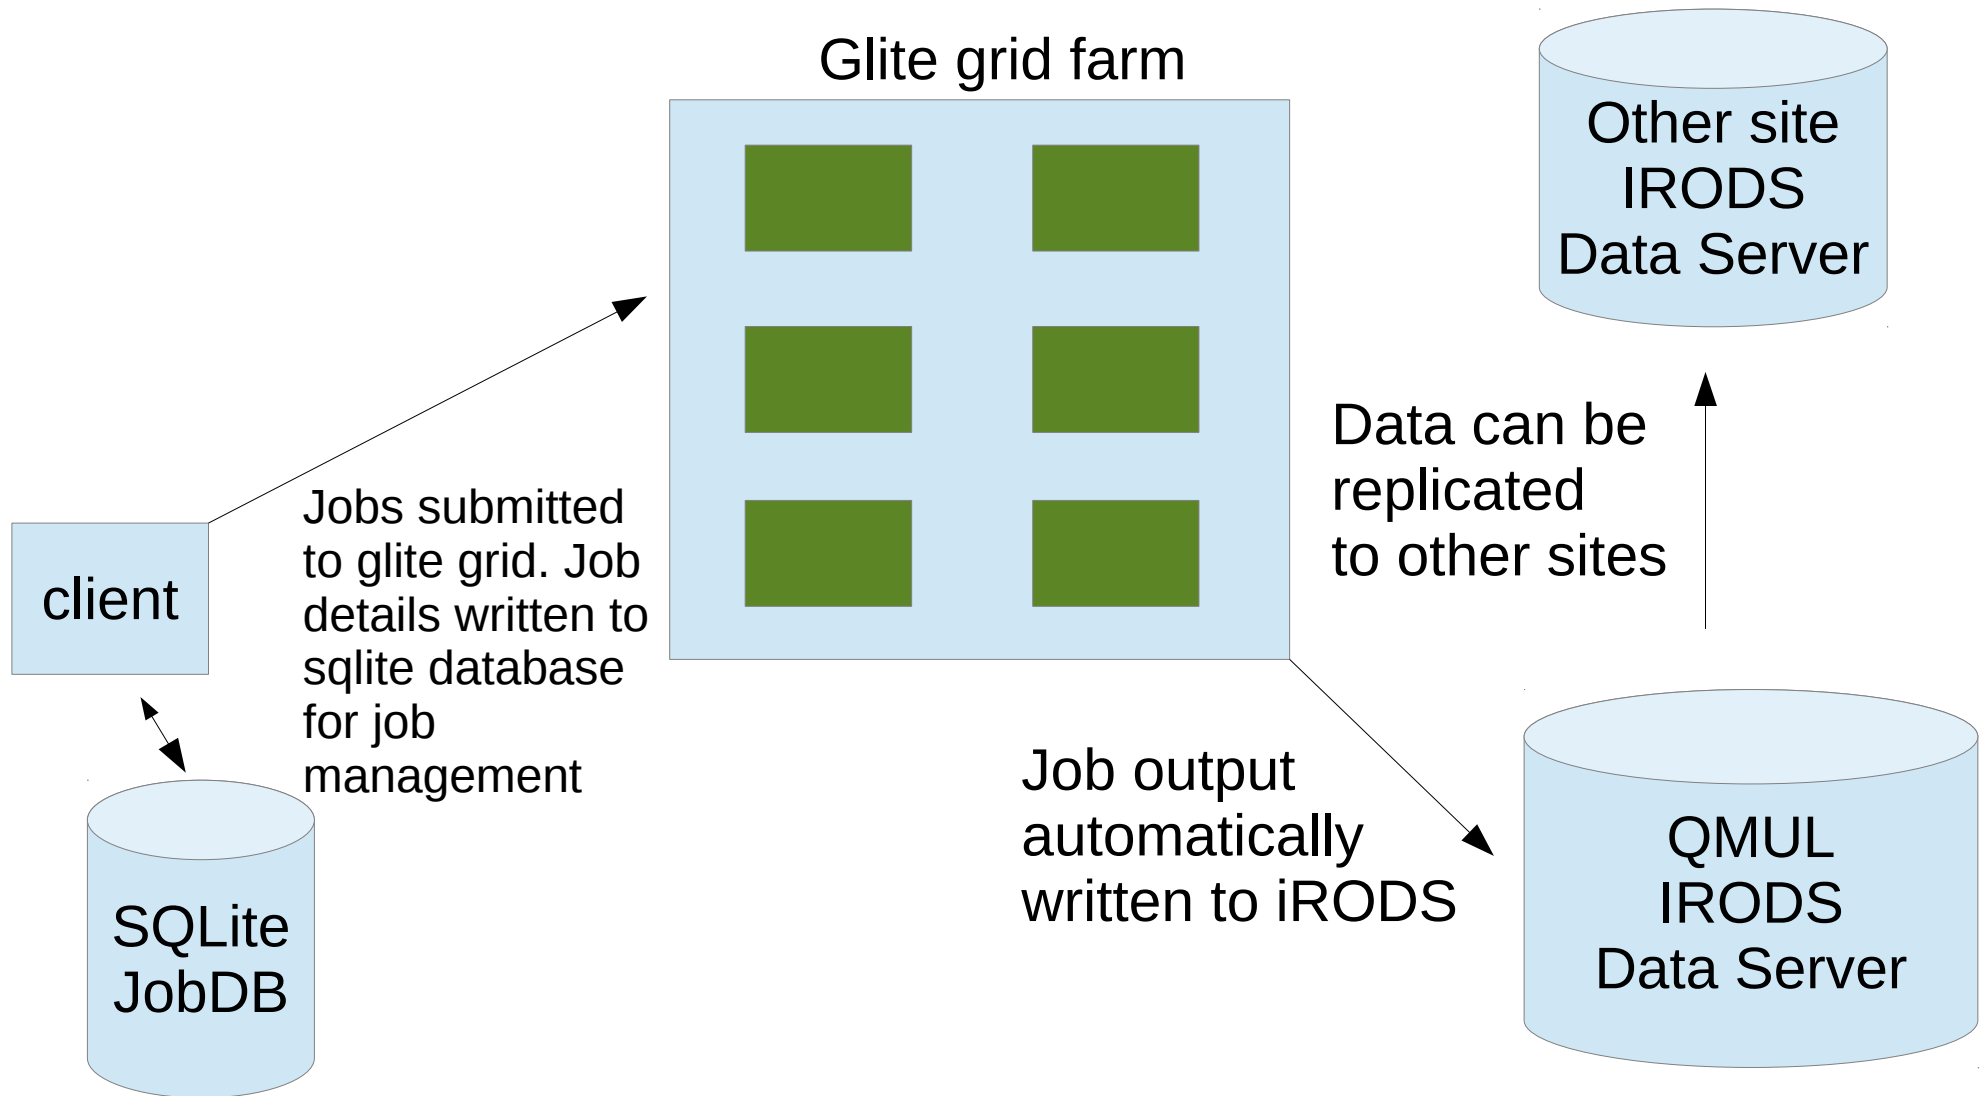 Glite grid farm
Other site
IRODS
Data Server
Data can be
replicated
to other sites
Jobs submitted
to glite grid. Job
details written to
sqlite database
for job
management
client
Job output
automatically
written to iRODS
QMUL
IRODS
Data Server
SQLite
JobDB